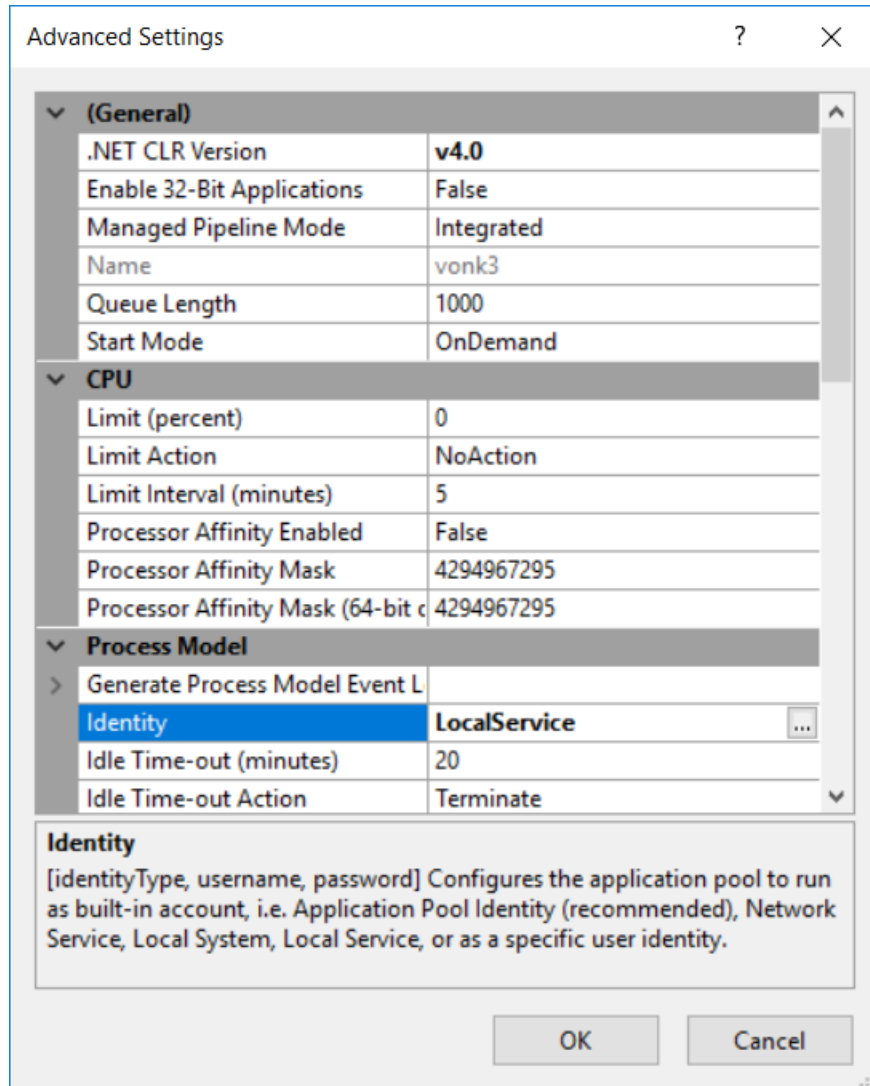 Advanced Settings ?
(General)
.NET CLR Version v4.0
Enable 32-Bit Applications False
Managed Pipeline Mode Integrated
Name vonk3
Queue Length 1000
Start Mode OnDemand
CPU
Limit (percent) 0
Limit Action NoAction
Limit Interval (minutes) 5
Processor Affinity Enabled False
Processor Affinity Mask 4294967295
Processor Affinity Mask (64-bit 4294967295
Process Model
Generate Process Model Event
Identity LocalService ...
Idle Time-out (minutes) 20
Idle Time-out Action Terminate
Identity
[identityType, username, password] Configures the application pool to run
as built-in account, i.e. Application Pool Identity (recommended), Network
Service, Local System, Local Service, or as a specific user identity.
OK Cancel